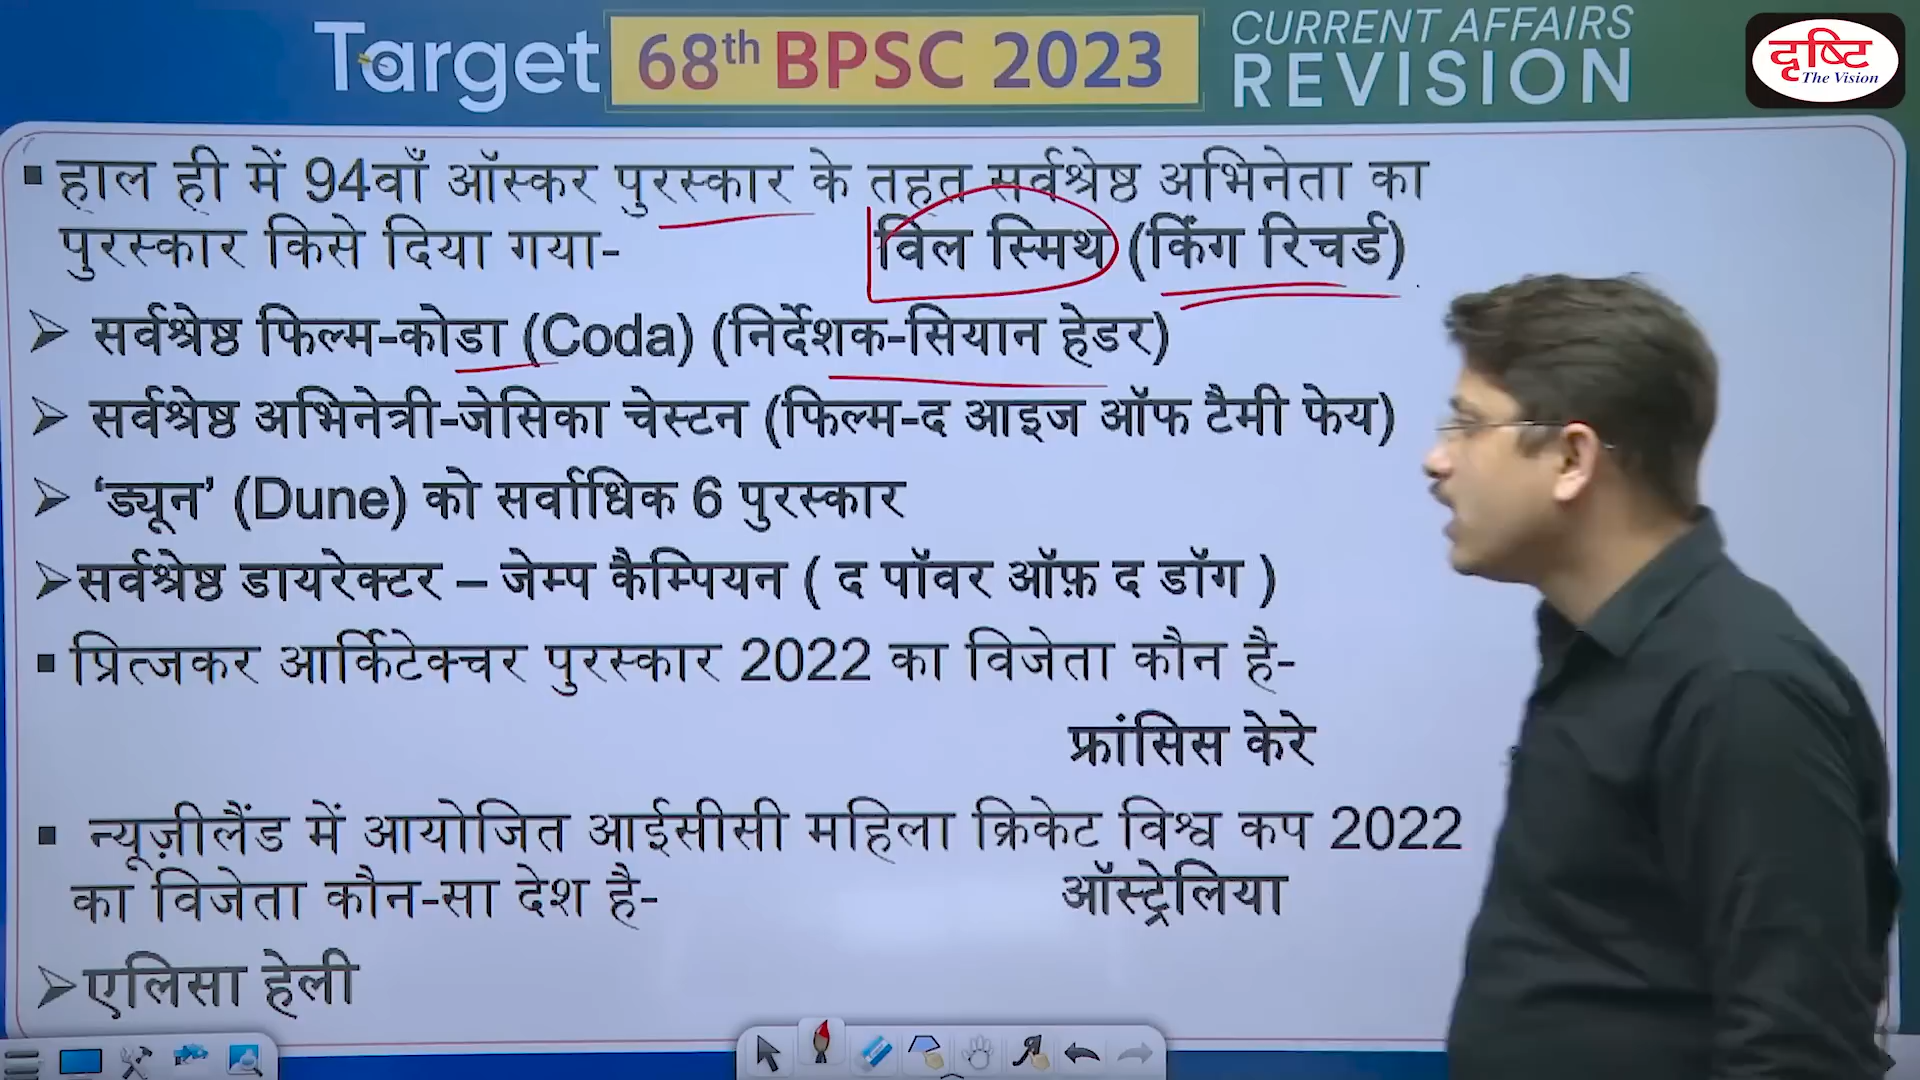 Target 68th BPSC 2023 CURRENT AFFAIRS REVISION
दृष्टि The Vision
▪ हाल ही में 94वाँ ऑस्कर पुरस्कार के तहत सर्वश्रेष्ठ अभिनेता का
पुरस्कार किसे दिया गया- विल स्मिथ (किंग रिचर्ड)
➢ सर्वश्रेष्ठ फिल्म-कोडा (Coda) (निर्देशक-सियान हेडर)
➢ सर्वश्रेष्ठ अभिनेत्री-जेसिका चेस्टन (फिल्म-द आइज ऑफ टैमी फेय)
➢ ‘ड्यून’ (Dune) को सर्वाधिक 6 पुरस्कार
➢सर्वश्रेष्ठ डायरेक्टर – जेम्प कैम्पियन ( द पॉवर ऑफ़ द डॉग )
▪ प्रित्जकर आर्किटेक्चर पुरस्कार 2022 का विजेता कौन है-
फ्रांसिस केरे
▪ न्यूज़ीलैंड में आयोजित आईसीसी महिला क्रिकेट विश्व कप 2022
का विजेता कौन-सा देश है- ऑस्ट्रेलिया
➢एलिसा हेली